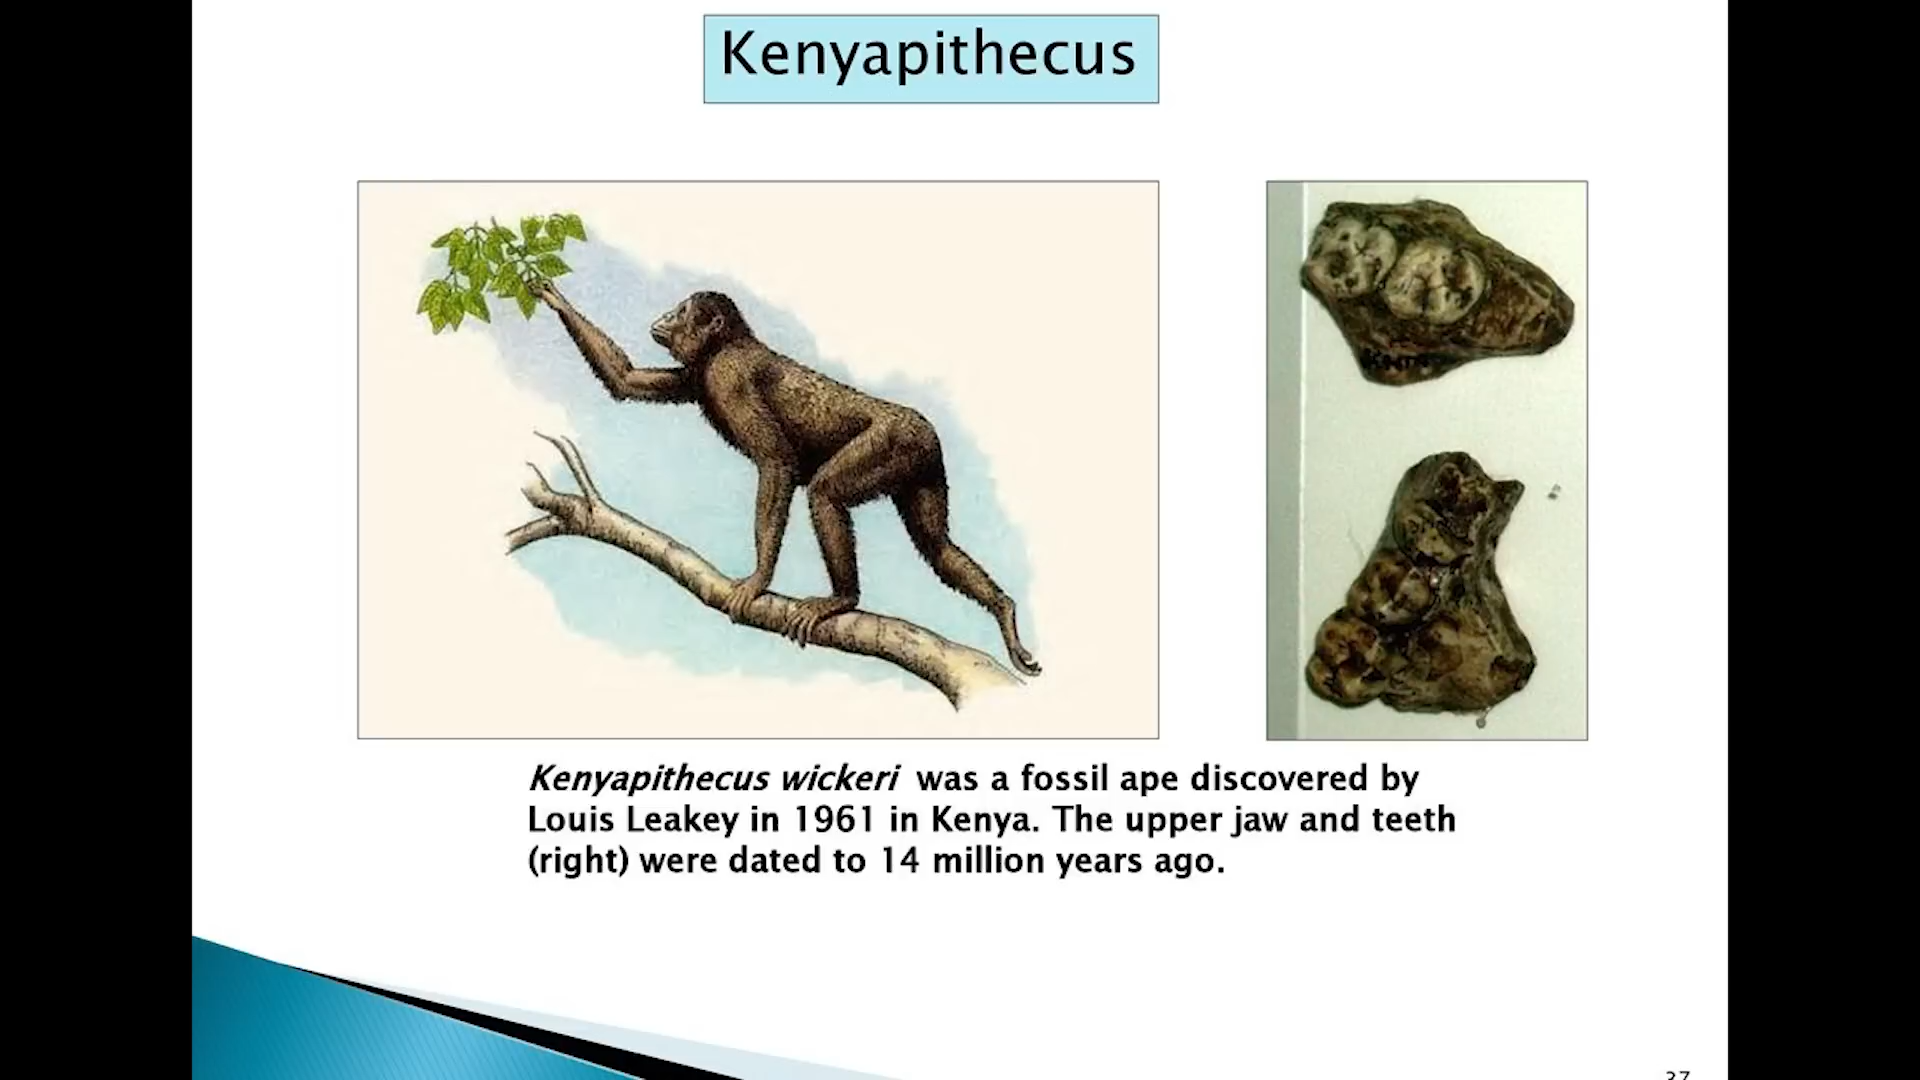 Kenyapithecus
Kenyapithecus wickeri was a fossil ape discovered by
Louis Leakey in 1961 in Kenya. The upper jaw and teeth
(right) were dated to 14 million years ago.
37